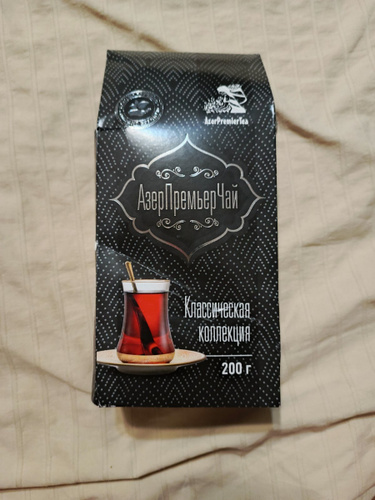 AzerPremierTea
АзерПремьерЧай
Классическая
коллекция
200 г